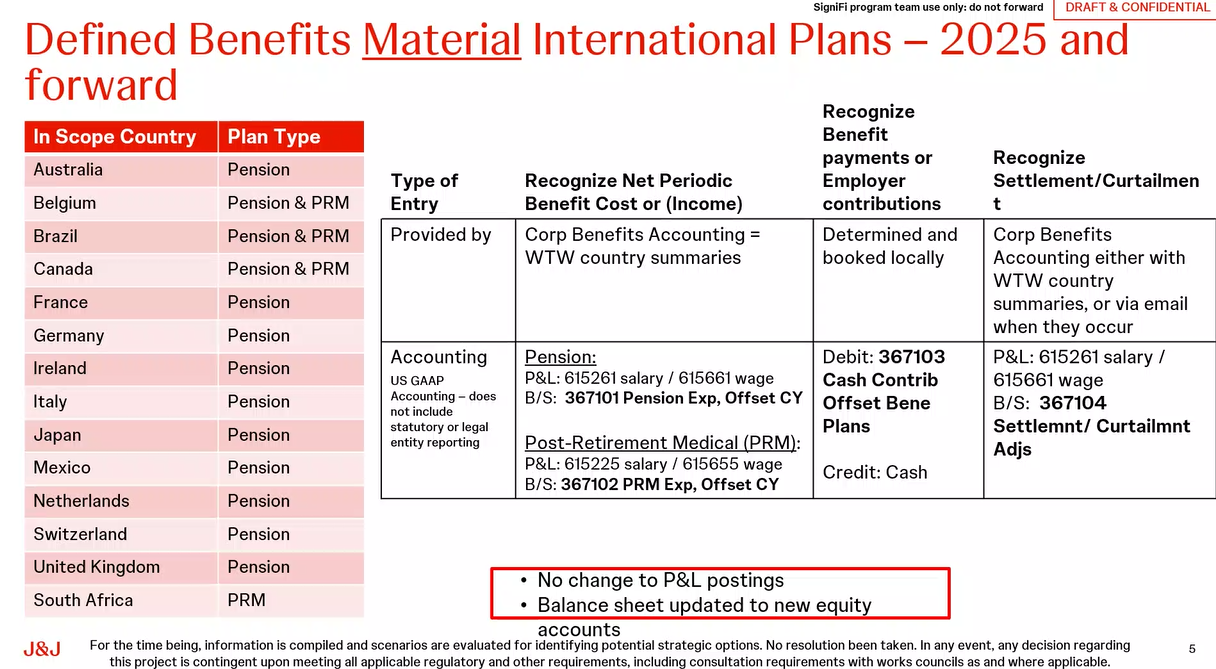 SigniFi program team use only: do not forward
DRAFT & CONFIDENTIAL
Defined Benefits Material International Plans – 2025 and
forward
In Scope Country Plan Type
Australia Pension
Belgium Pension & PRM
Brazil Pension & PRM
Canada Pension & PRM
France Pension
Germany Pension
Ireland Pension
Italy Pension
Japan Pension
Mexico Pension
Netherlands Pension
Switzerland Pension
United Kingdom Pension
South Africa PRM
Type of
Entry
Recognize Net Periodic
Benefit Cost or (Income)
Recognize
Benefit
payments or
Employer
contributions
Recognize
Settlement/Curtailmen
t
Provided by
Corp Benefits Accounting =
WTW country summaries
Determined and
booked locally
Corp Benefits
Accounting either with
WTW country
summaries, or via email
when they occur
Accounting
US GAAP
Accounting – does
not include
statutory or legal
entity reporting
Pension:
P&L: 615261 salary / 615661 wage
B/S: 367101 Pension Exp, Offset CY
Post-Retirement Medical (PRM):
P&L: 615225 salary / 615655 wage
B/S: 367102 PRM Exp, Offset CY
Debit: 367103
Cash Contrib
Offset Bene
Plans
Credit: Cash
P&L: 615261 salary /
615661 wage
B/S: 367104
Settlemnt/ Curtailmnt
Adjs
• No change to P&L postings
• Balance sheet updated to new equity
accounts
J&J
For the time being, information is compiled and scenarios are evaluated for identifying potential strategic options. No resolution been taken. In any event, any decision regarding
this project is contingent upon meeting all applicable regulatory and other requirements, including consultation requirements with works councils as and where applicable.
5